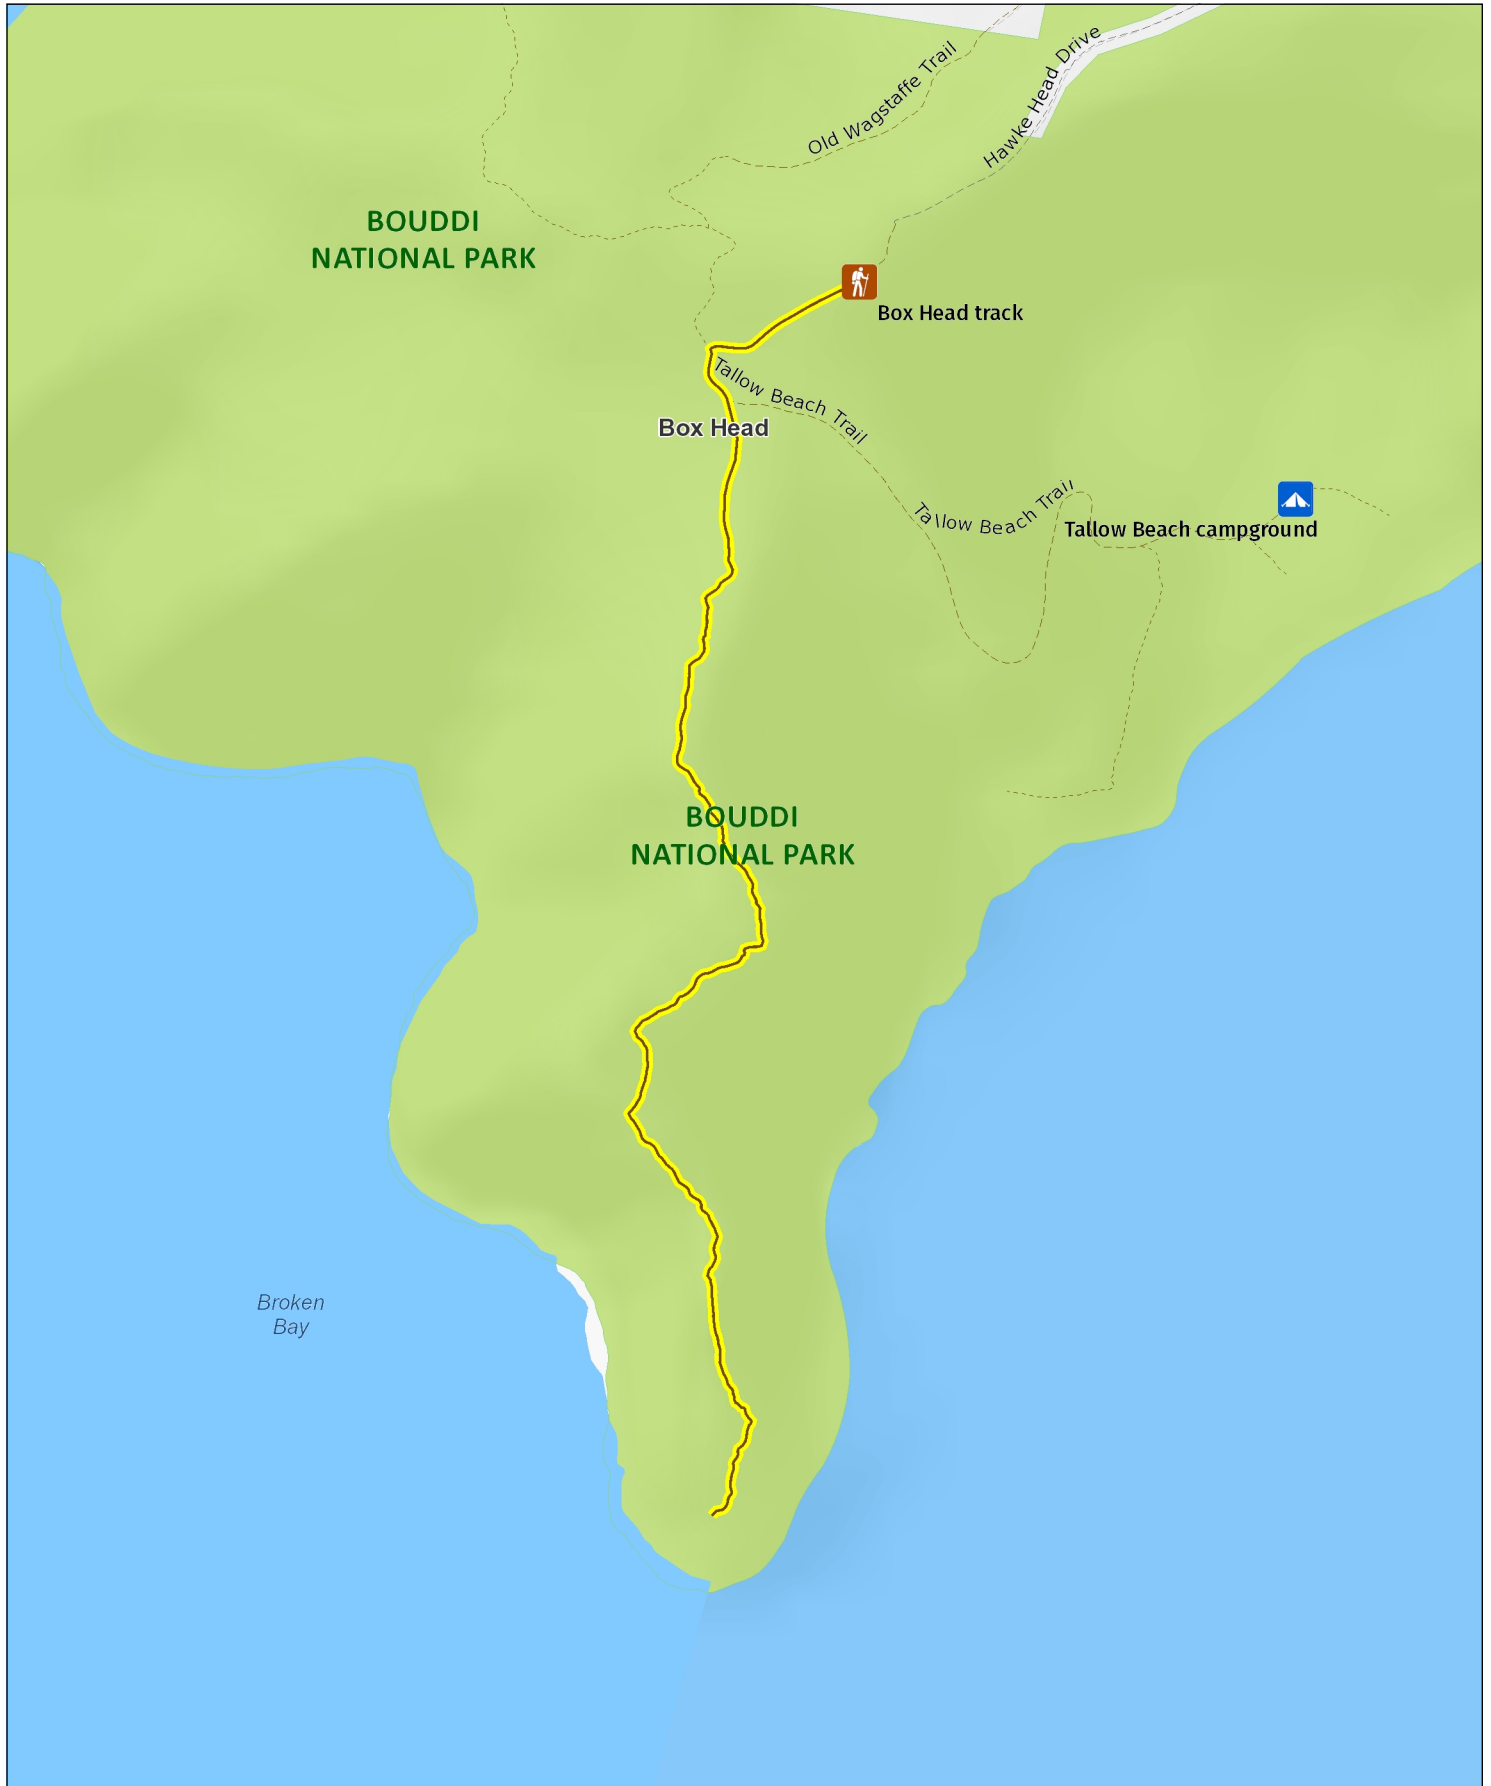 Old Wagstaffe Trail
Hawke Head Drive
BOUDDI
NATIONAL PARK
Box Head track
Tallow Beach Trail
Box Head
Tallow Beach Trail
Tallow Beach campground
BOUDDI
NATIONAL PARK
Broken
Bay